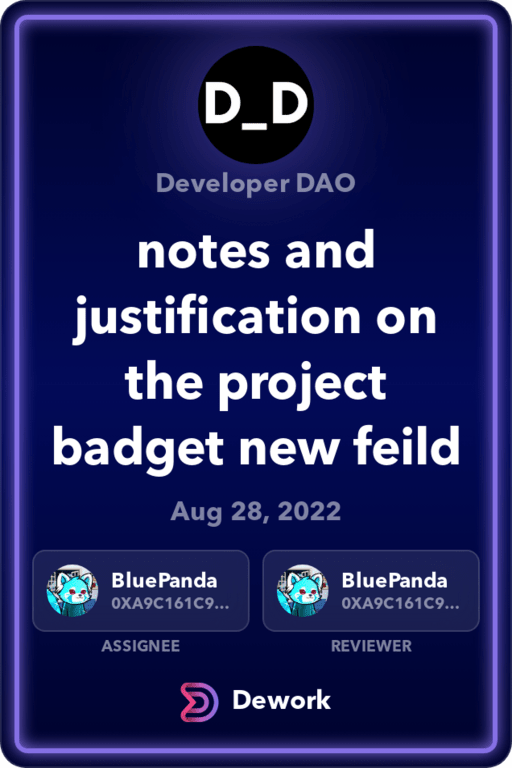 D_D
Developer DAO
notes and
justification on
the project
badget new feild
Aug 28, 2022
BluePanda
0XA9C161C9...
ASSIGNEE
BluePanda
0XA9C161C9...
REVIEWER
Dework